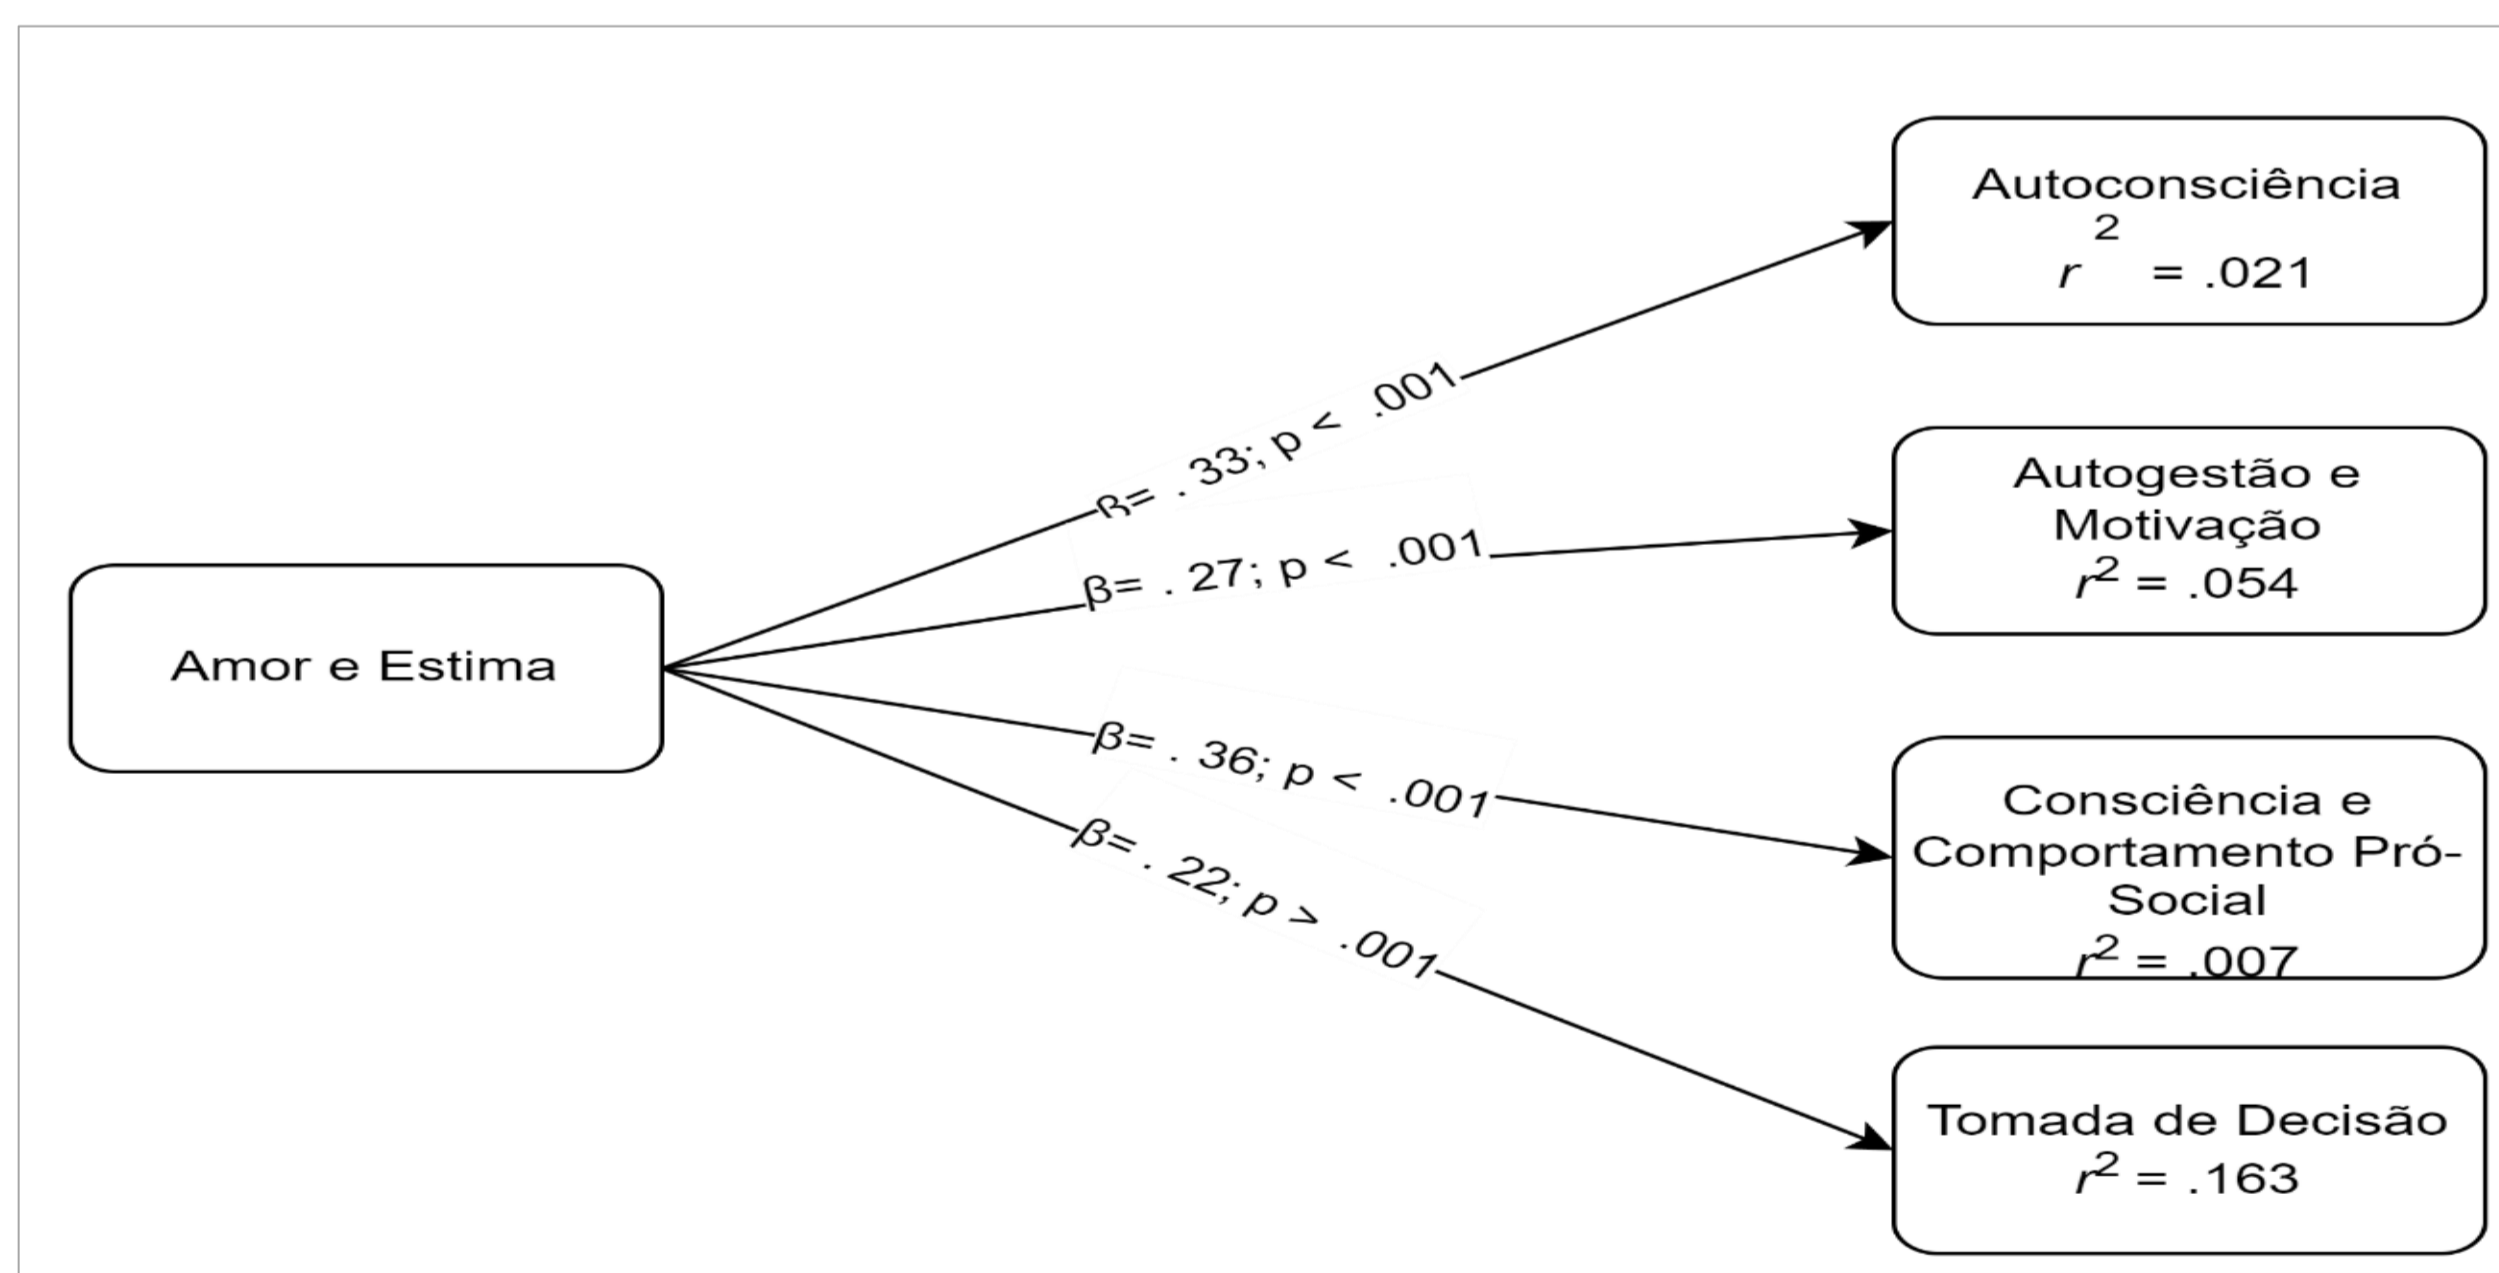 Autoconsciência
r² = .021
β= . 33; p < .001
Autogestão e
Motivação
r² = .054
β= . 27; p < .001
Amor e Estima
β= . 36; p < .001
Consciência e
Comportamento Pró-
Social
r² = .007
β= . 22; p > .001
Tomada de Decisão
r² = .163